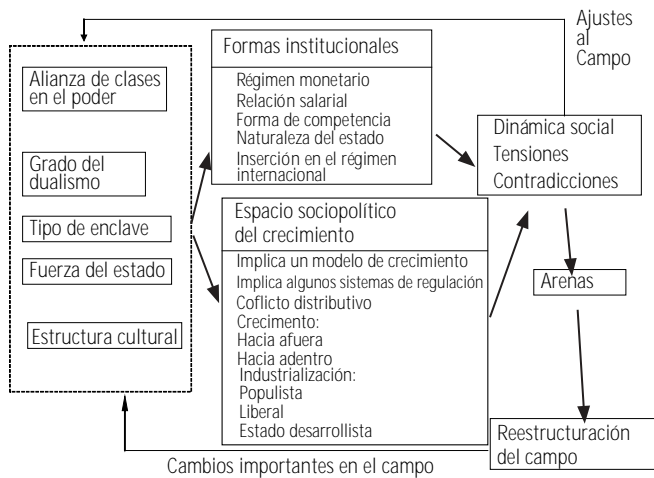 Ajustes
al
Campo
Alianza de clases
en el poder
Grado del
dualismo
Tipo de enclave
Fuerza del estado
Estructura cultural
Formas institucionales
Régimen monetario
Relación salarial
Forma de competencia
Naturaleza del estado
Inserción en el régimen
internacional
Espacio sociopolítico
del crecimiento
Implica un modelo de crecimiento
Implica algunos sistemas de regulación
Coflicto distributivo
Crecimento:
Hacia afuera
Hacia adentro
Industrialización:
Populista
Liberal
Estado desarrollista
Dinámica social
Tensiones
Contradicciones
Arenas
Reestructuración
del campo
Cambios importantes en el campo